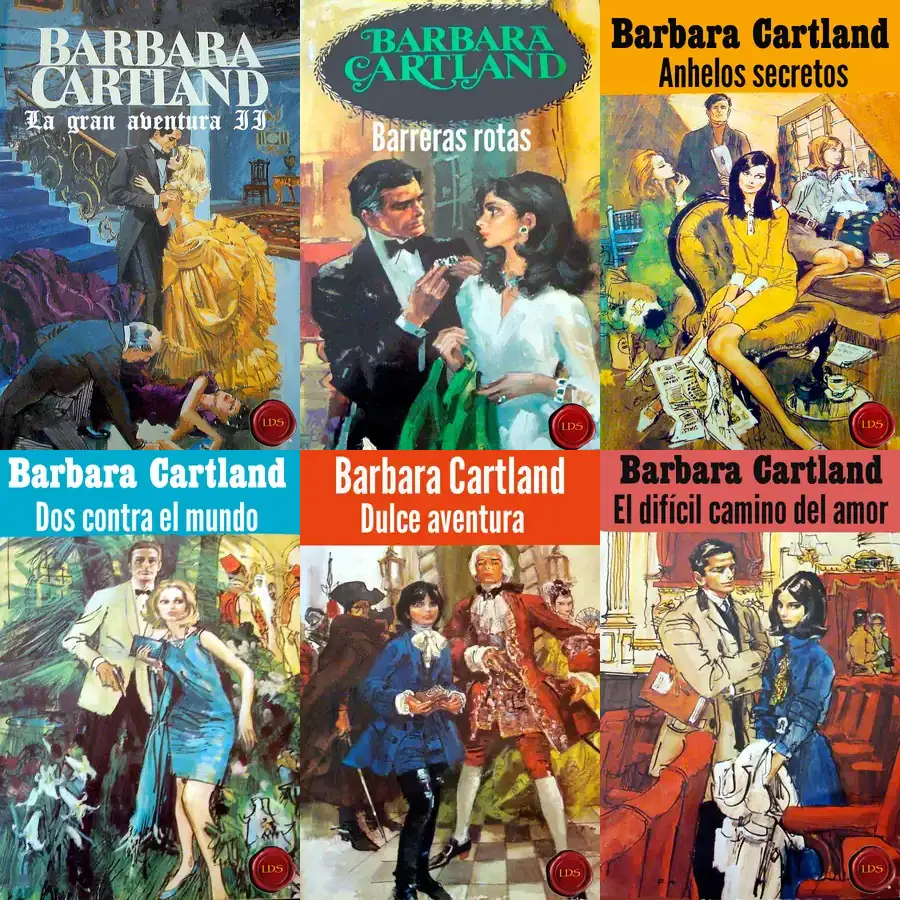 BARBARA
CARTLAND
La gran aventura II
LDS
BARBARA
CARTLAND
Barreras rotas
LDS
Barbara Cartland
Anhelos secretos
LDS
Barbara Cartland
Dos contra el mundo
LDS
Barbara Cartland
Dulce aventura
LDS
Barbara Cartland
El difícil camino del amor
LDS